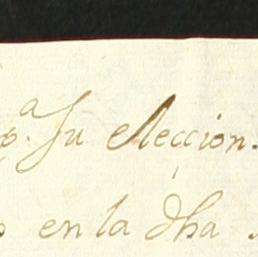 pª. Su eleccion.
en la dha